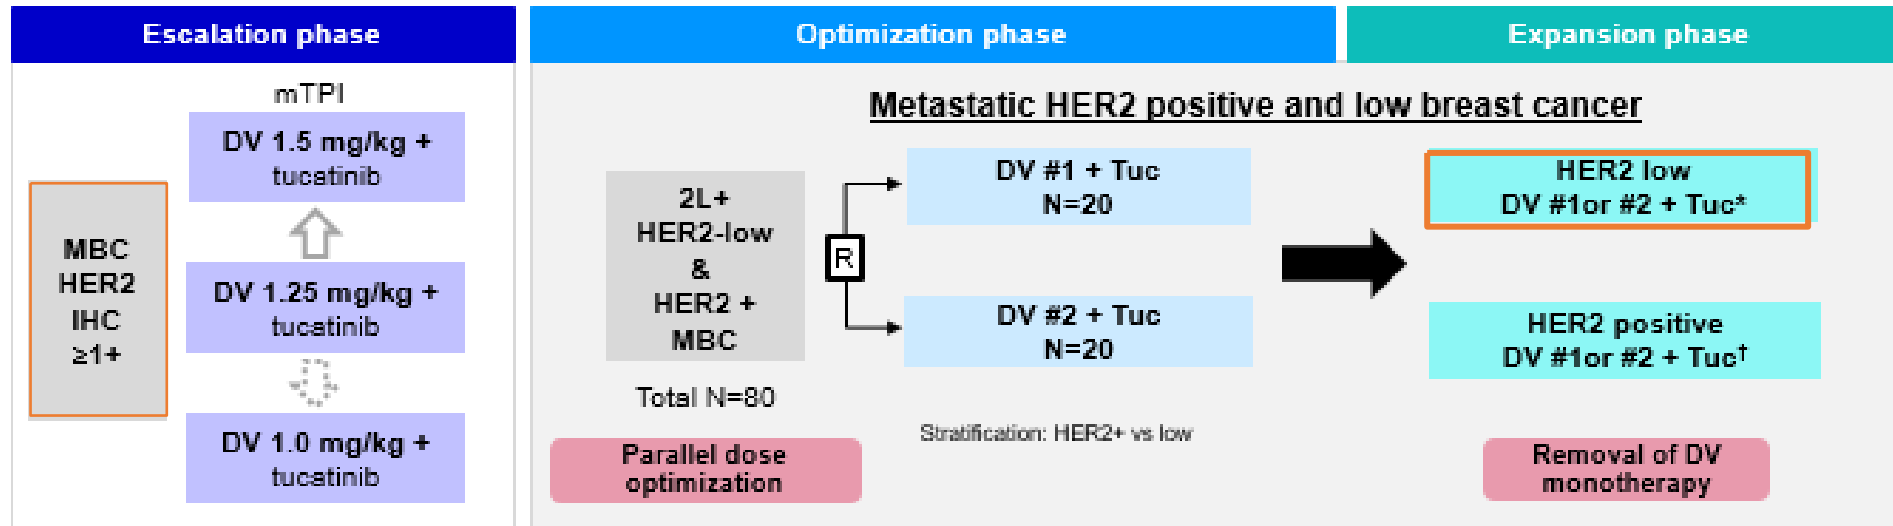 Escalation phase
mTPI
DV 1.5 mg/kg +
tucatinib
MBC
HER2
IHC
≥1+
DV 1.25 mg/kg +
tucatinib
DV 1.0 mg/kg +
tucatinib
Optimization phase
Expansion phase
Metastatic HER2 positive and low breast cancer
2L+
HER2-low
&
HER2 +
MBC
Total N=80
R
DV #1 + Tuc
N=20
DV #2 + Tuc
N=20
Stratification: HER2+ vs low
Parallel dose
optimization
HER2 low
DV #1or #2 + Tuc*
HER2 positive
DV #1or #2 + Tuc†
Removal of DV
monotherapy